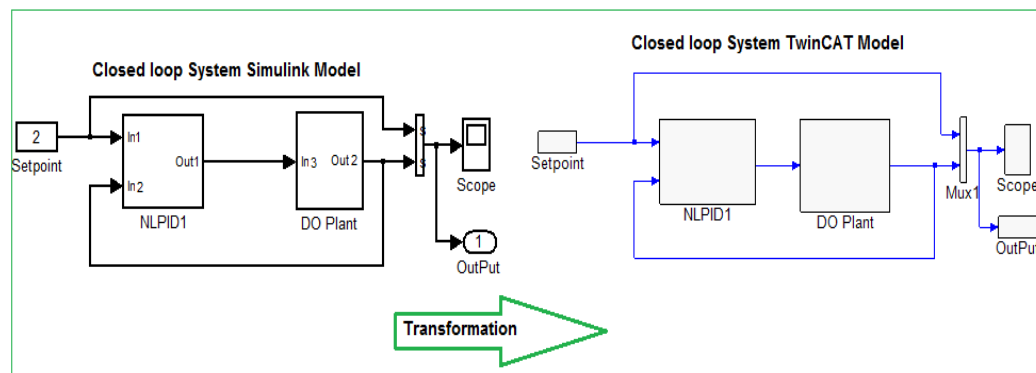 Closed loop System Simulink Model
2
Setpoint
In1
In2
Out1
NLPID1
In3
Out2
DO Plant
s
s
Scope
1
OutPut
Closed loop System TwinCAT Model
Setpoint
NLPID1
DO Plant
Mux1
Scope
OutPut
Transformation